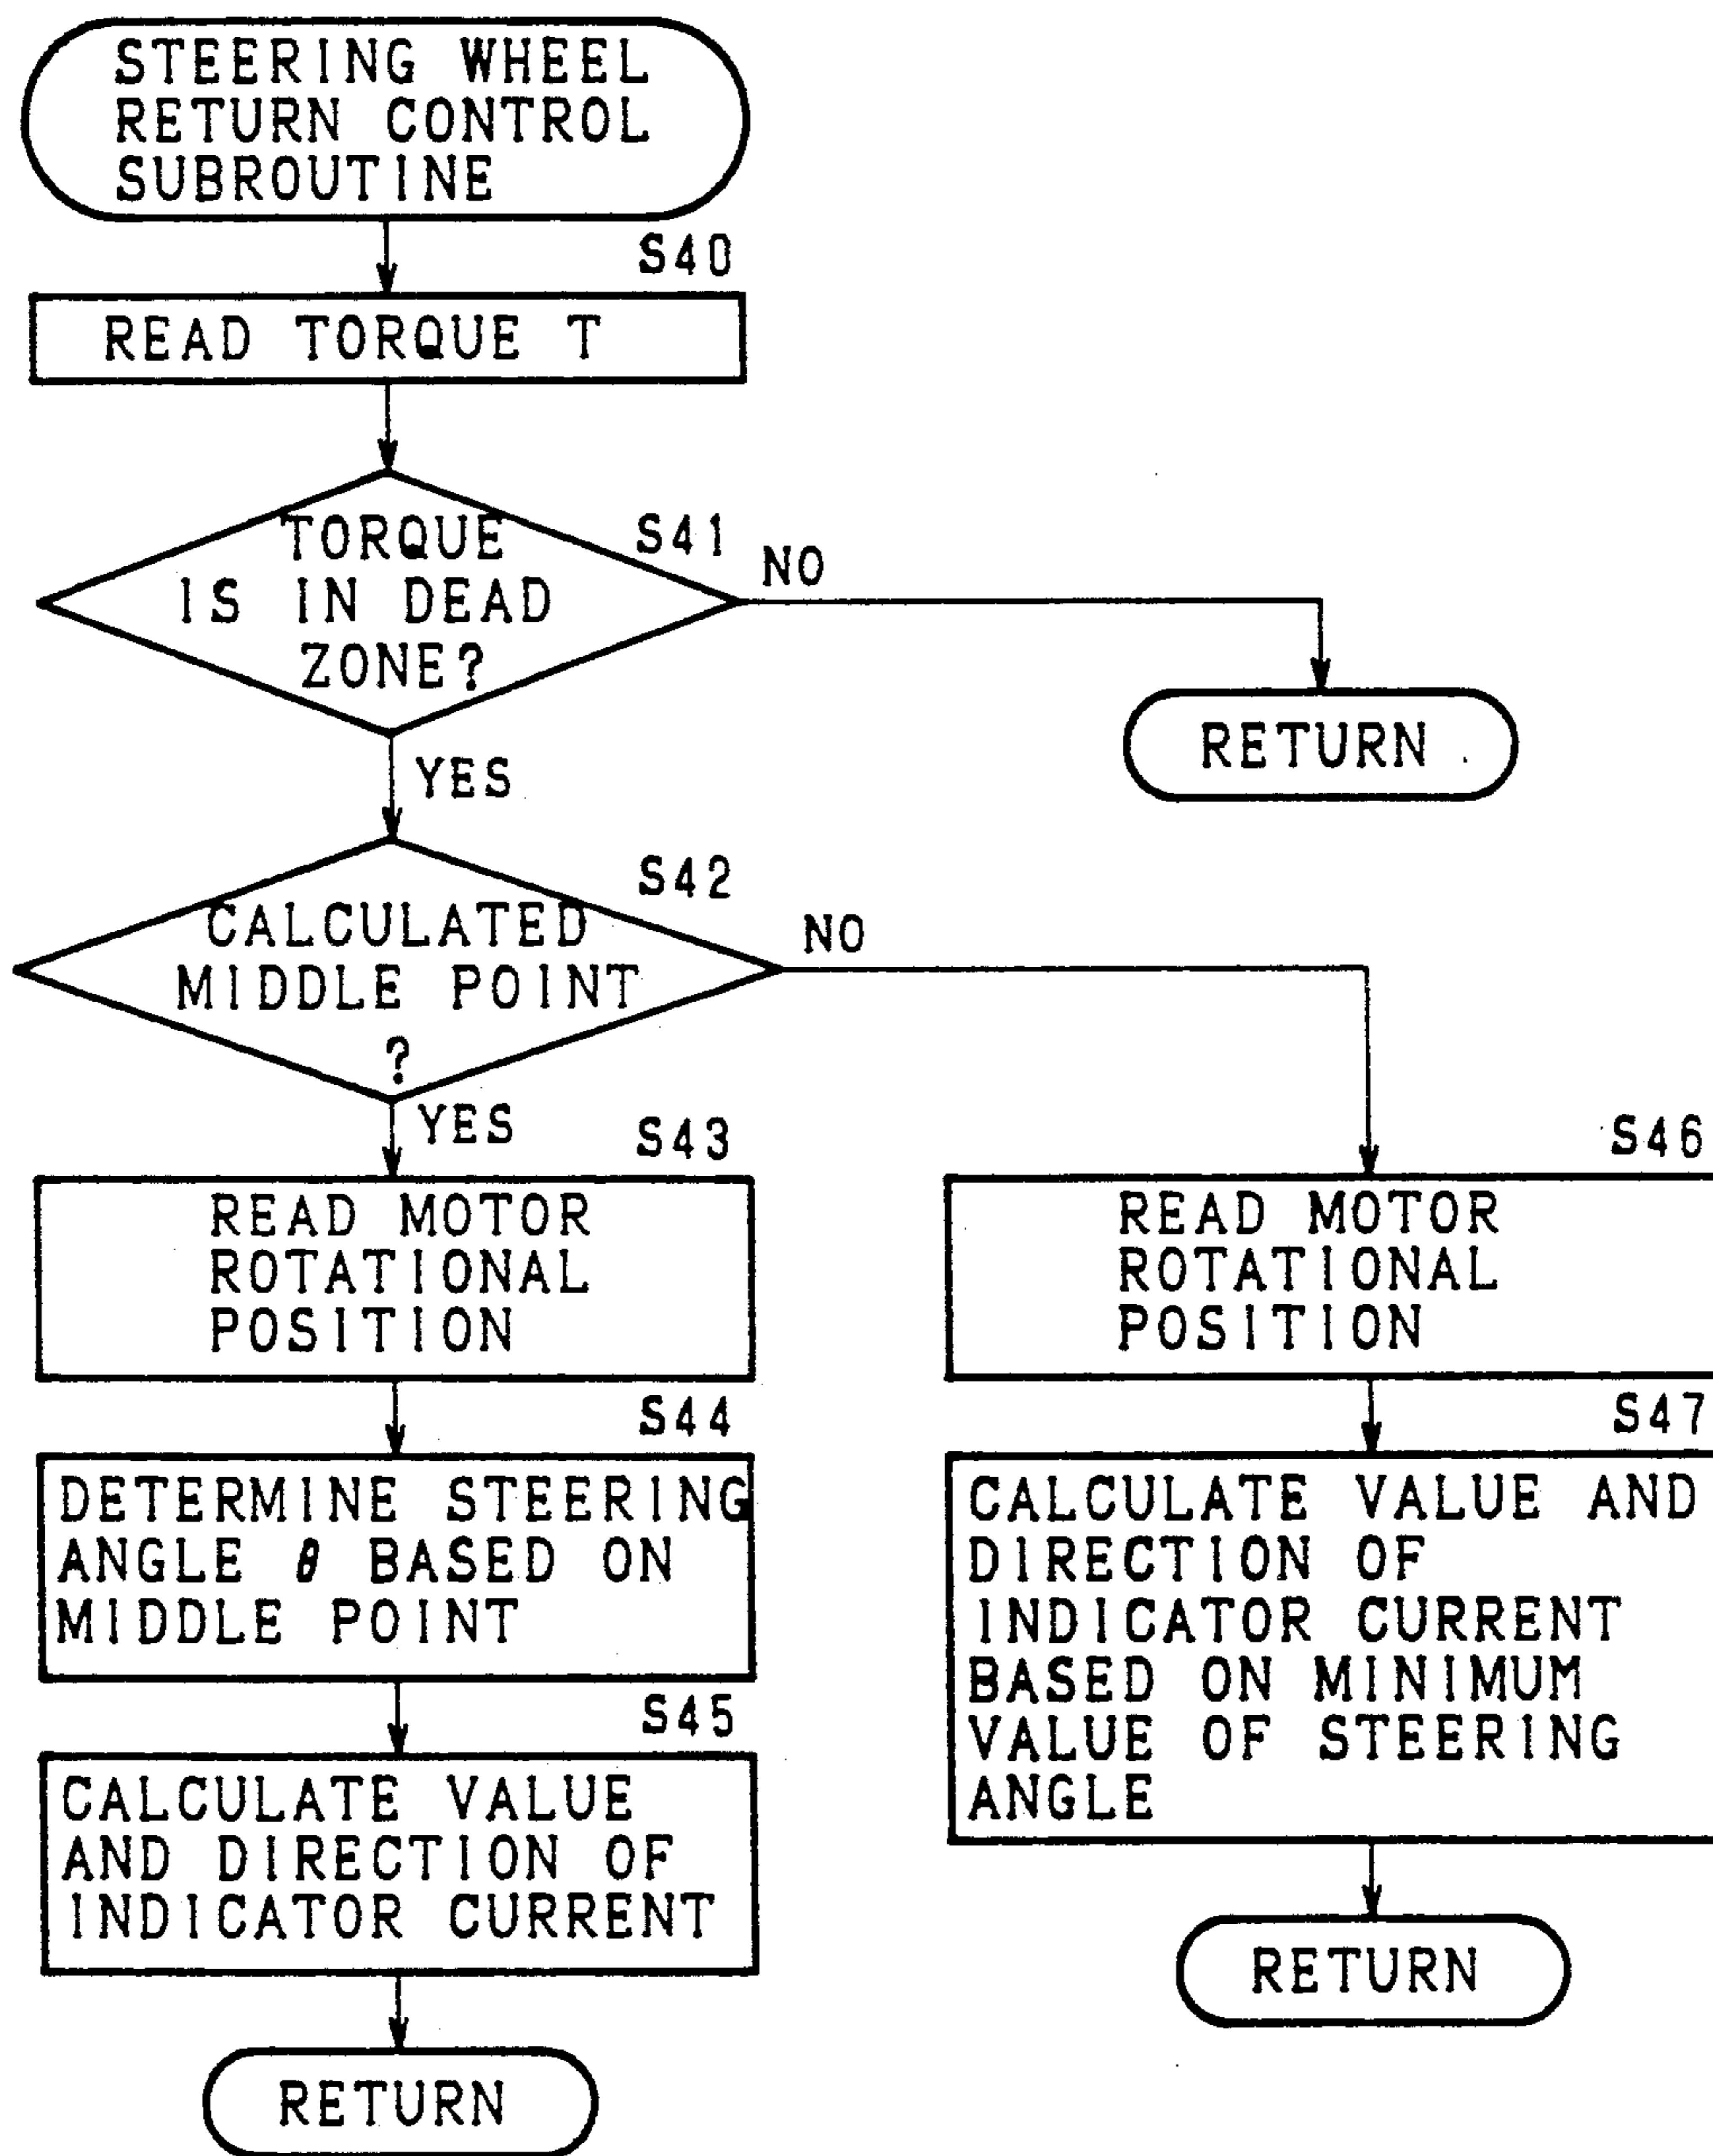 STEERING WHEEL
RETURN CONTROL
SUBROUTINE
S40
READ TORQUE T
S41
TORQUE
IS IN DEAD
ZONE?
NO
RETURN
YES
S42
CALCULATED
MIDDLE POINT
?
NO
YES
S43
READ MOTOR
ROTATIONAL
POSITION
S44
DETERMINE STEERING
ANGLE θ BASED ON
MIDDLE POINT
S45
CALCULATE VALUE
AND DIRECTION OF
INDICATOR CURRENT
RETURN
S46
READ MOTOR
ROTATIONAL
POSITION
S47
CALCULATE VALUE AND
DIRECTION OF
INDICATOR CURRENT
BASED ON MINIMUM
VALUE OF STEERING
ANGLE
RETURN